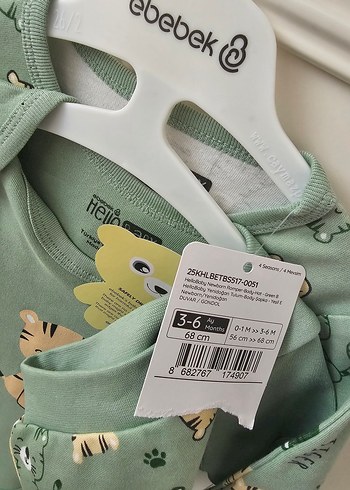 ebebek
HelloBaby
4 Seasons / 4 Mevsim
25KHLBETBS517-0051
HelloBaby Newborn Romper-Body-Hat - Green B
HelloBaby Yenidoğan Tulum-Body-Şapka - Yeşil E
Newborn/Yenidoğan
DUVAR / GONDOL
3-6 Ay
Months
68 cm
0-1 M >> 3-6 M
56 cm >> 68 cm
8 682767 174907